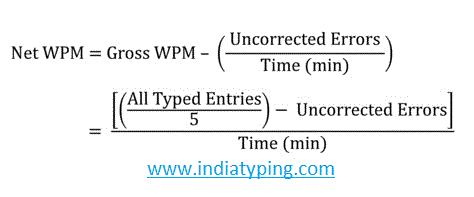 Net WPM = Gross WPM – (Uncorrected Errors / Time (min))
= [(All Typed Entries / 5) − Uncorrected Errors] / Time (min)
www.indiatyping.com